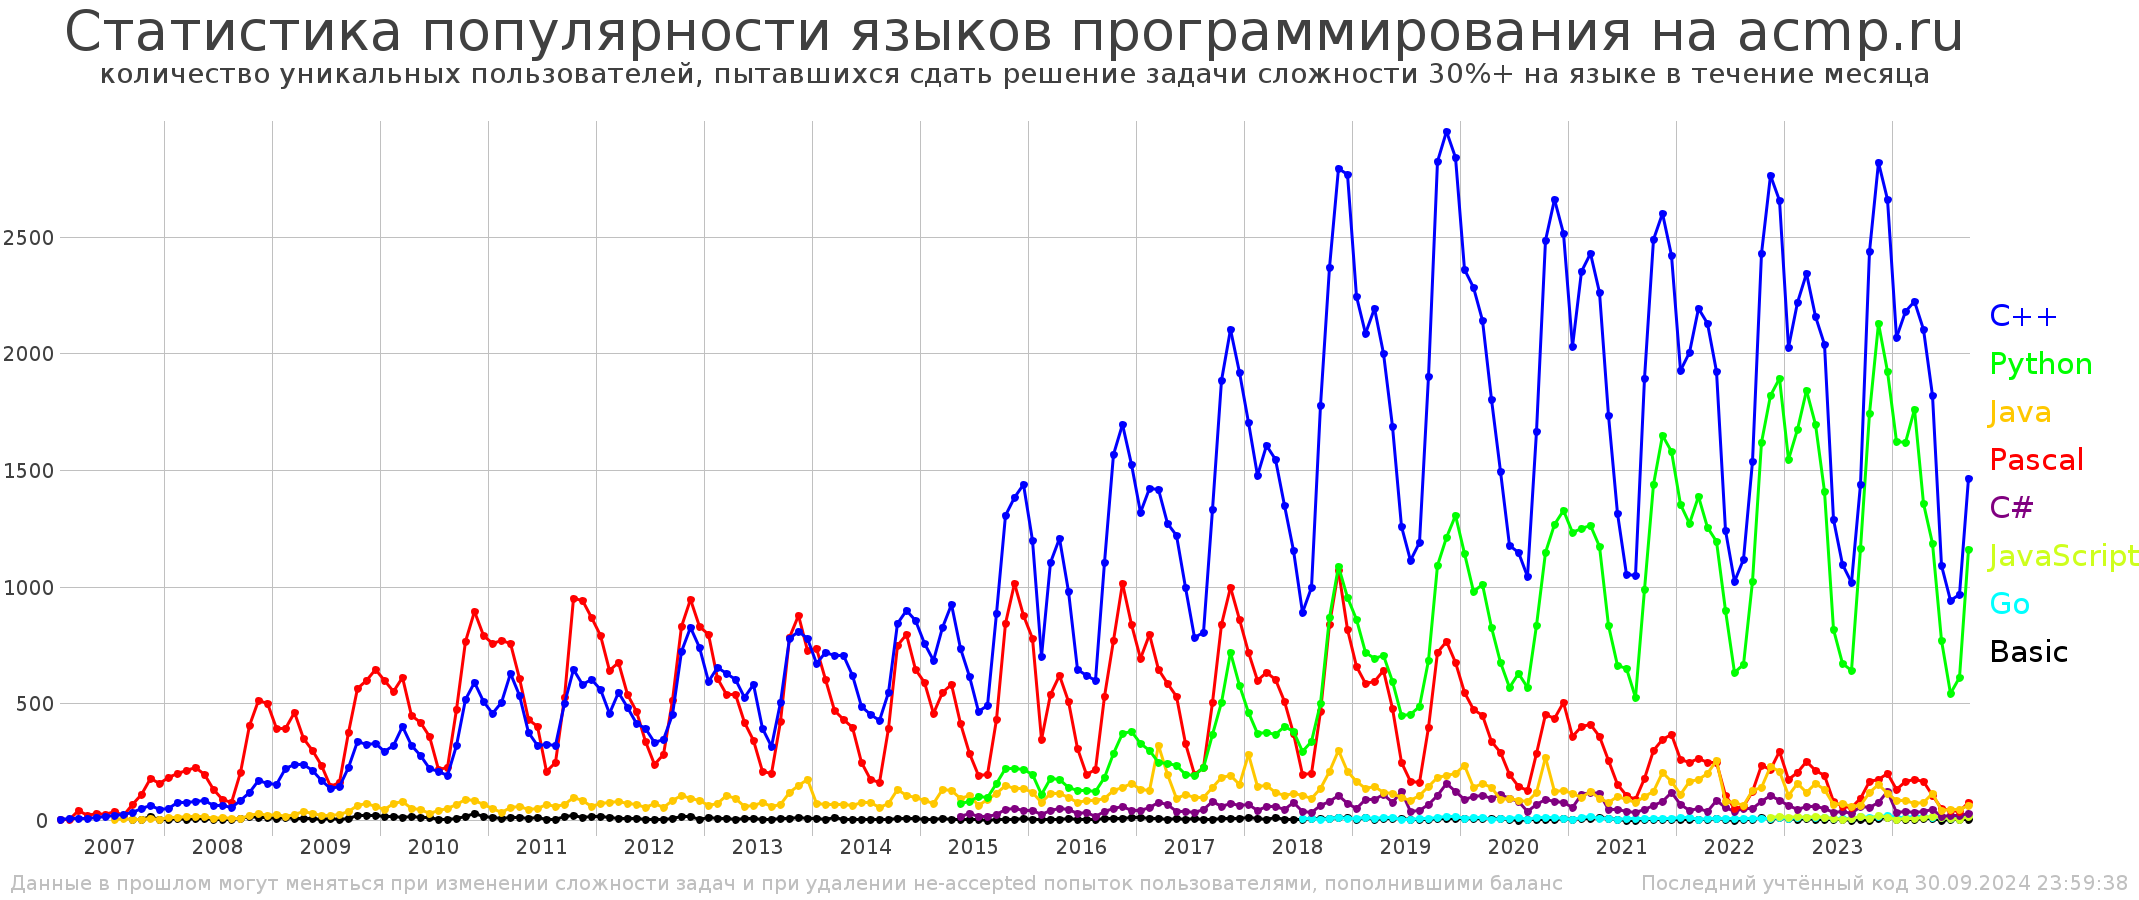 Статистика популярности языков программирования на acmp.ru
количество уникальных пользователей, пытавшихся сдать решение задачи сложности 30%+ на языке в течение месяца
2500
2000
1500
1000
500
0
C++
Python
Java
Pascal
C#
JavaScript
Go
Basic
2007 2008 2009 2010 2011 2012 2013 2014 2015 2016 2017 2018 2019 2020 2021 2022 2023
Данные в прошлом могут меняться при изменении сложности задач и при удалении не-accepted попыток пользователями, пополнившими баланс
Последний учтённый код 30.09.2024 23:59:38